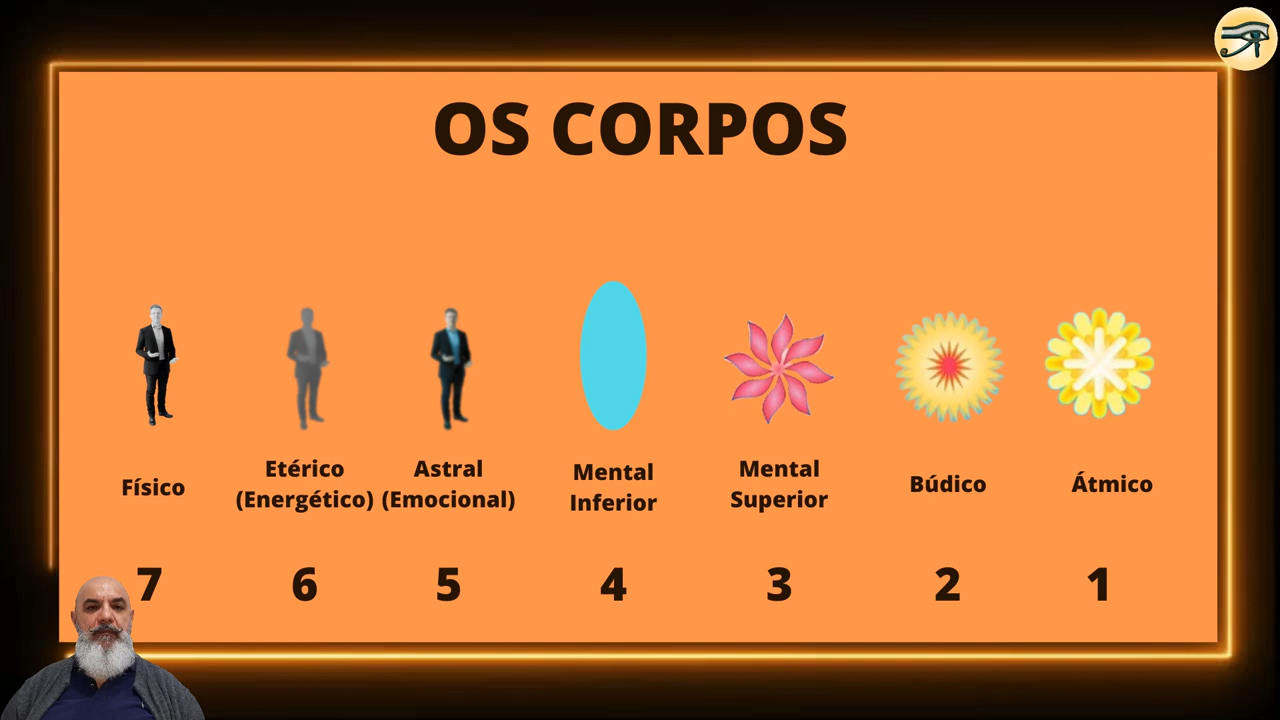 OS CORPOS
Físico
Etérico
(Energético)
Astral
(Emocional)
Mental
Inferior
Mental
Superior
Búdico
Átmico
7 6 5 4 3 2 1